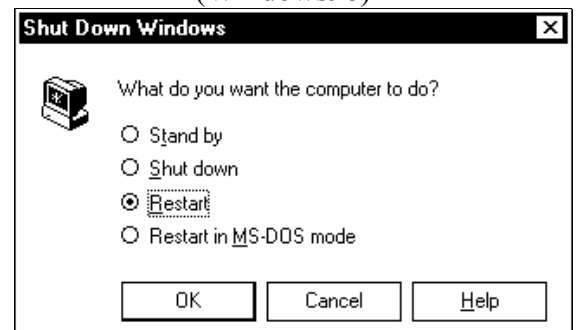 Shut Down Windows
What do you want the computer to do?
Stand by
Shut down
Restart
Restart in MS-DOS mode
OK Cancel Help